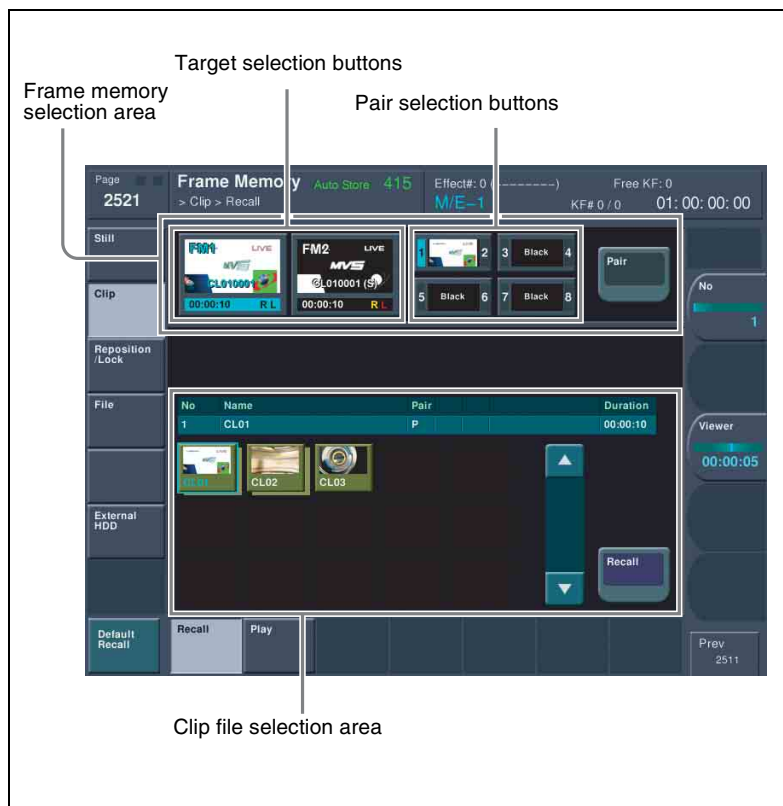 Target selection buttons
Frame memory
selection area
Pair selection buttons
Page
2521
Frame Memory
> Clip > Recall
Auto Store 415
Effect#: 0 (--------)
Free KF: 0
M/E-1
KF# 0 / 0
01: 00: 00: 00
Still
Clip
Reposition
/Lock
File
External
HDD
Default
Recall
FM1 LIVE
MVS
CL010001
00:00:10 R L
FM2 LIVE
MVS
CL010001 (S)
00:00:10 R L
1 2
3 Black 4
5 Black 6
7 Black 8
Pair
No
1
No Name Pair Duration
1 CL01 P 00:00:10
CL01
CL02
CL03
Viewer
00:00:05
Recall
Recall
Play
Prev
2511
Clip file selection area